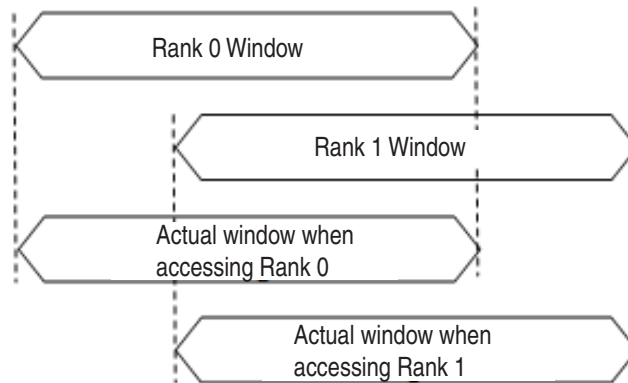 Rank 0 Window
Rank 1 Window
Actual window when
accessing Rank 0
Actual window when
accessing Rank 1